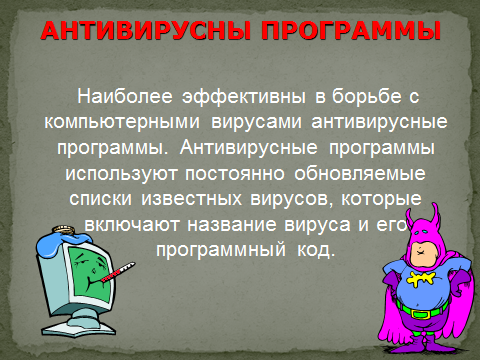 АНТИВИРУСНЫ ПРОГРАММЫ
Наиболее эффективны в борьбе с
компьютерными вирусами антивирусные
программы. Антивирусные программы
используют постоянно обновляемые
списки известных вирусов, которые
включают название вируса и его
программный код.